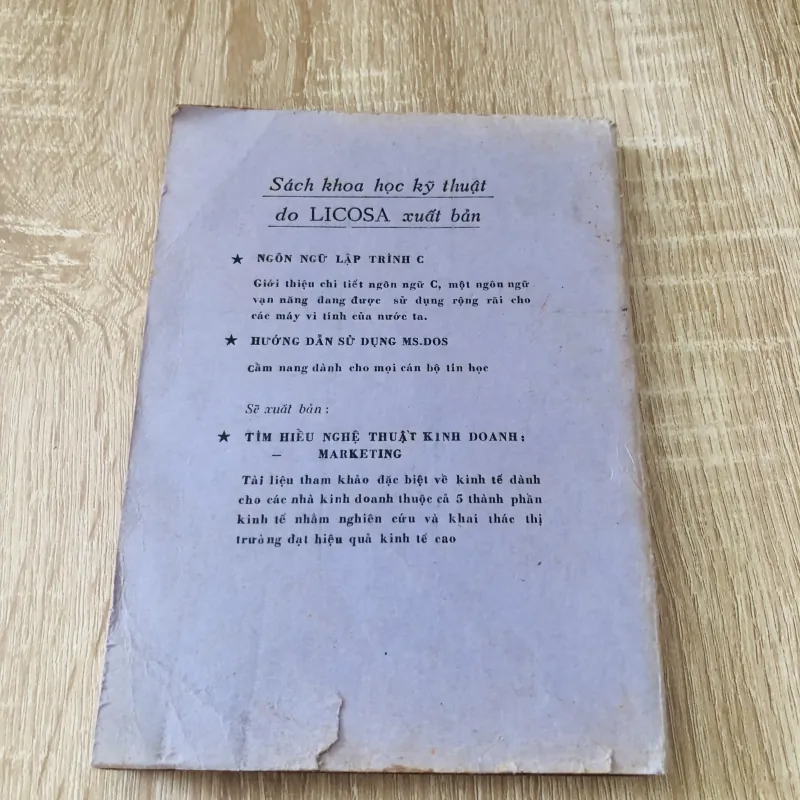 Sách khoa học kỹ thuật
do LICOSA xuất bản
★ NGÔN NGỮ LẬP TRÌNH C
Giới thiệu chi tiết ngôn ngữ C, một ngôn ngữ
vạn năng đang được sử dụng rộng rãi cho
các máy vi tính của nước ta.
★ HƯỚNG DẪN SỬ DỤNG MS.DOS
Cầm nang dành cho mọi cán bộ tin học
Sẽ xuất bản :
★ TÌM HIỂU NGHỆ THUẬT KINH DOANH :
— MARKETING
Tài liệu tham khảo đặc biệt về kinh tế dành
cho các nhà kinh doanh thuộc cả 5 thành phần
kinh tế nhằm nghiên cứu và khai thác thị
trường đạt hiệu quả kinh tế cao